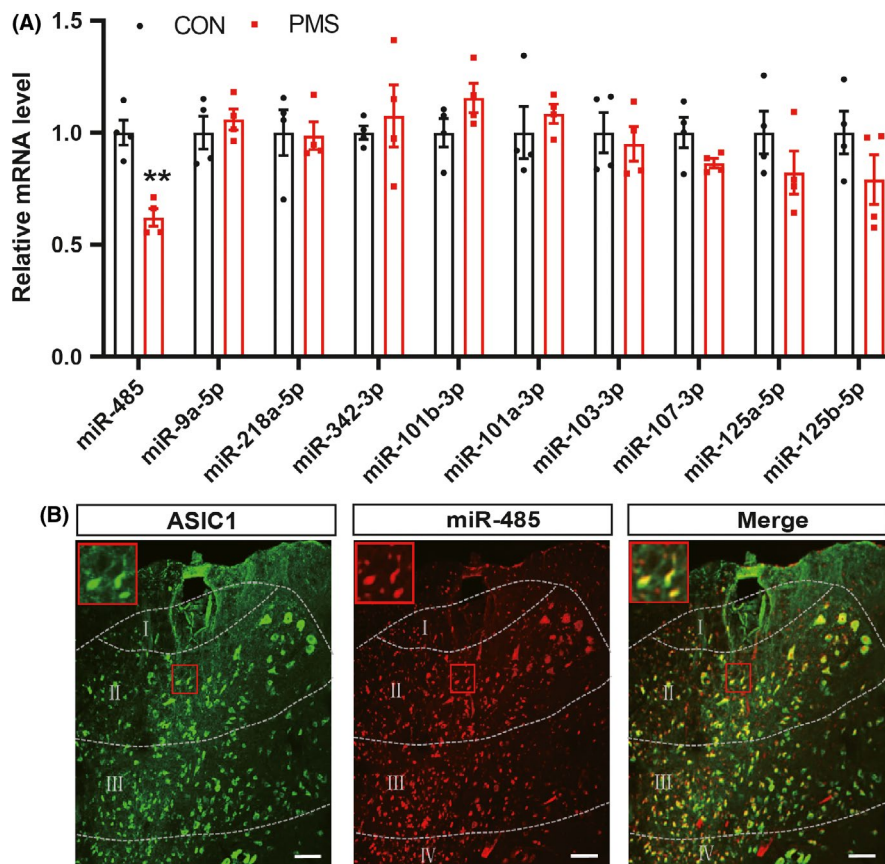 (A)
CON
PMS
Relative mRNA level
1.5
1.0
0.5
0.0
**
miR-485
miR-9a-5p
miR-218a-5p
miR-342-3p
miR-101b-3p
miR-101a-3p
miR-103-3p
miR-107-3p
miR-125a-5p
miR-125b-5p
(B)
ASIC1
miR-485
Merge
I
II
III
I
II
III
IV
I
II
III
IV